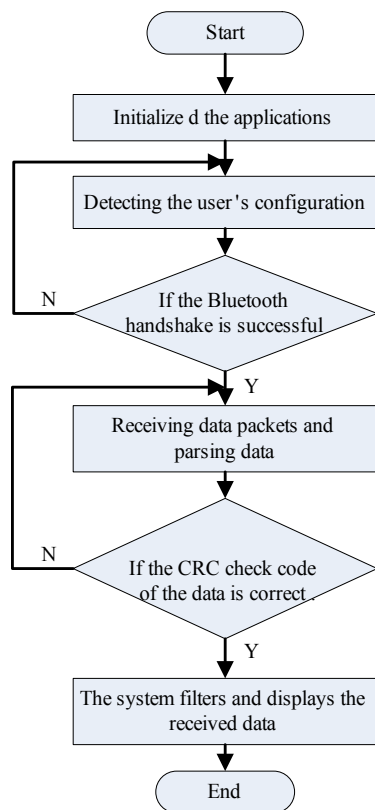 Start
Initialize d the applications
Detecting the user's configuration
N
If the Bluetooth
handshake is successful
Y
Receiving data packets and
parsing data
N
If the CRC check code
of the data is correct .
Y
The system filters and displays the
received data
End